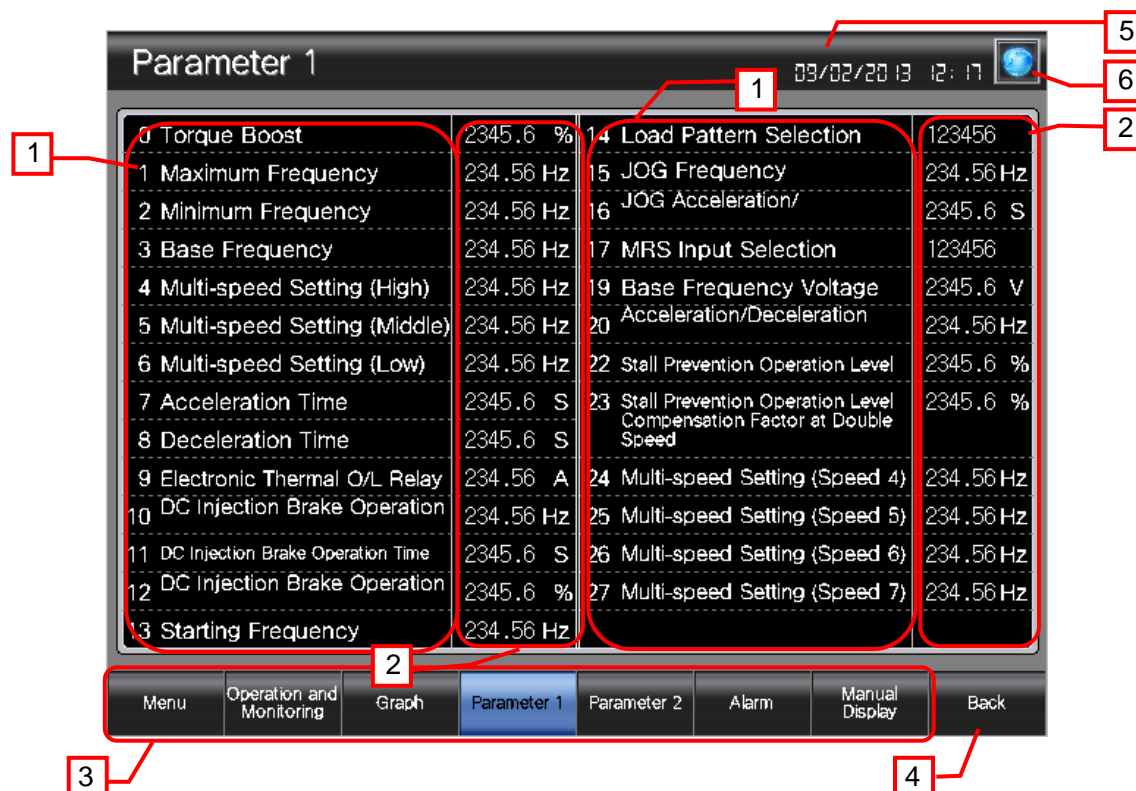 5
Parameter 1
09/02/2013 12:17
6
1
1
2
0 Torque Boost 2345.6 % 14 Load Pattern Selection 123456
1 Maximum Frequency 234.56 Hz 15 JOG Frequency 234.56 Hz
2 Minimum Frequency 234.56 Hz 16 JOG Acceleration/ 2345.6 S
3 Base Frequency 234.56 Hz 17 MRS Input Selection 123456
4 Multi-speed Setting (High) 234.56 Hz 19 Base Frequency Voltage 2345.6 V
5 Multi-speed Setting (Middle) 234.56 Hz 20 Acceleration/Deceleration 234.56 Hz
6 Multi-speed Setting (Low) 234.56 Hz 22 Stall Prevention Operation Level 2345.6 %
7 Acceleration Time 2345.6 S 23 Stall Prevention Operation Level 2345.6 %
Compensation Factor at Double
8 Deceleration Time 2345.6 S Speed
9 Electronic Thermal O/L Relay 234.56 A 24 Multi-speed Setting (Speed 4) 234.56 Hz
10 DC Injection Brake Operation 234.56 Hz 25 Multi-speed Setting (Speed 5) 234.56 Hz
11 DC Injection Brake Operation Time 2345.6 S 26 Multi-speed Setting (Speed 6) 234.56 Hz
12 DC Injection Brake Operation 2345.6 % 27 Multi-speed Setting (Speed 7) 234.56 Hz
13 Starting Frequency 234.56 Hz
2
Menu Operation and Monitoring Graph Parameter 1 Parameter 2 Alarm Manual Display Back
3
4